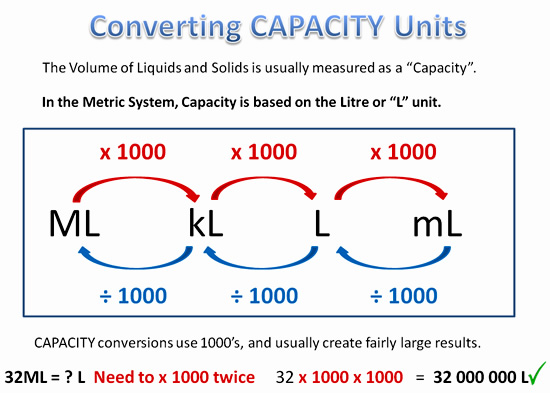 Converting CAPACITY Units
The Volume of Liquids and Solids is usually measured as a “Capacity”.
In the Metric System, Capacity is based on the Litre or “L” unit.
x 1000 x 1000 x 1000
ML kL L mL
÷ 1000 ÷ 1000 ÷ 1000
CAPACITY conversions use 1000’s, and usually create fairly large results.
32ML = ? L Need to x 1000 twice 32 x 1000 x 1000 = 32 000 000 L✓